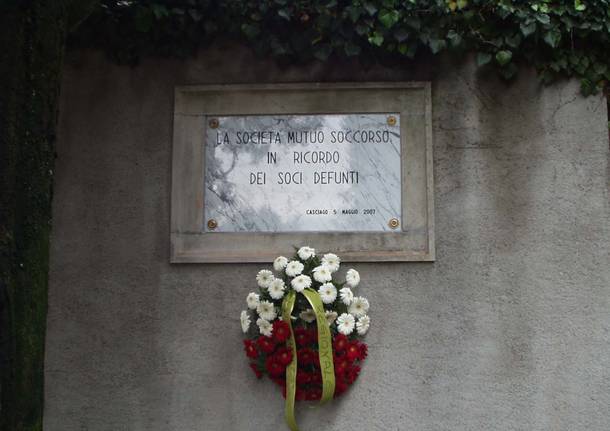 LA SOCIETÀ MUTUO SOCCORSO
IN RICORDO
DEI SOCI DEFUNTI
CASCIAGO 5 MAGGIO 2007